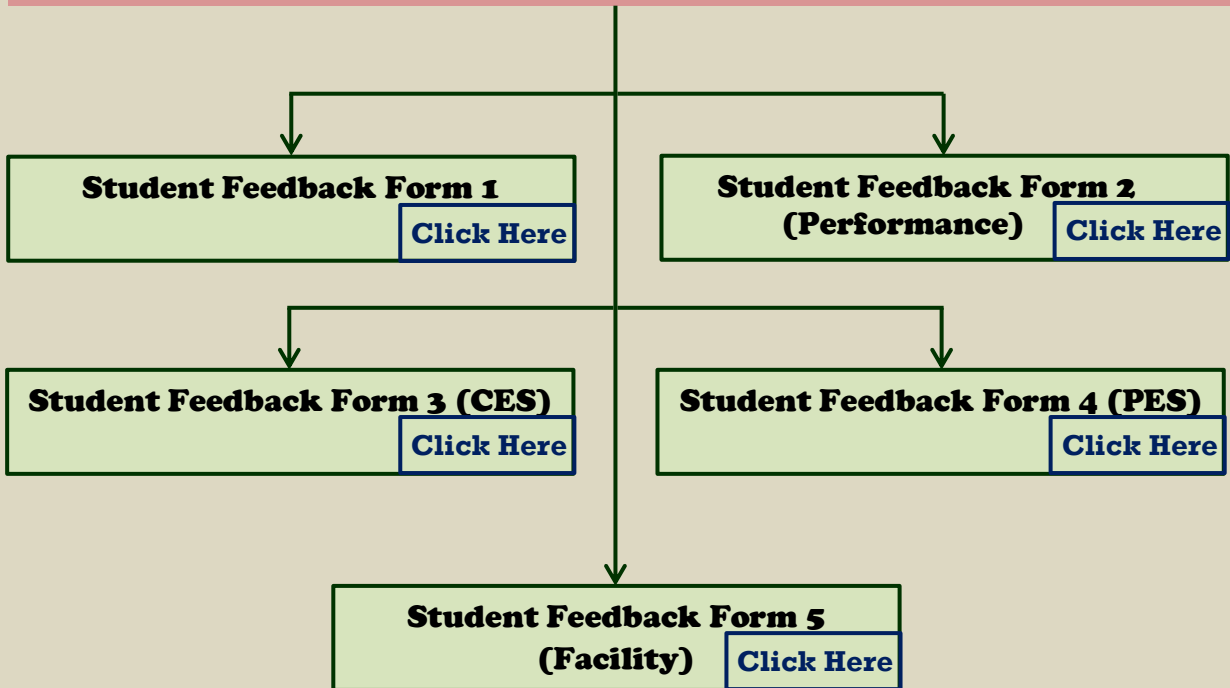 Student Feedback Form 1
Click Here
Student Feedback Form 2
(Performance)
Click Here
Student Feedback Form 3 (CES)
Click Here
Student Feedback Form 4 (PES)
Click Here
Student Feedback Form 5
(Facility)
Click Here